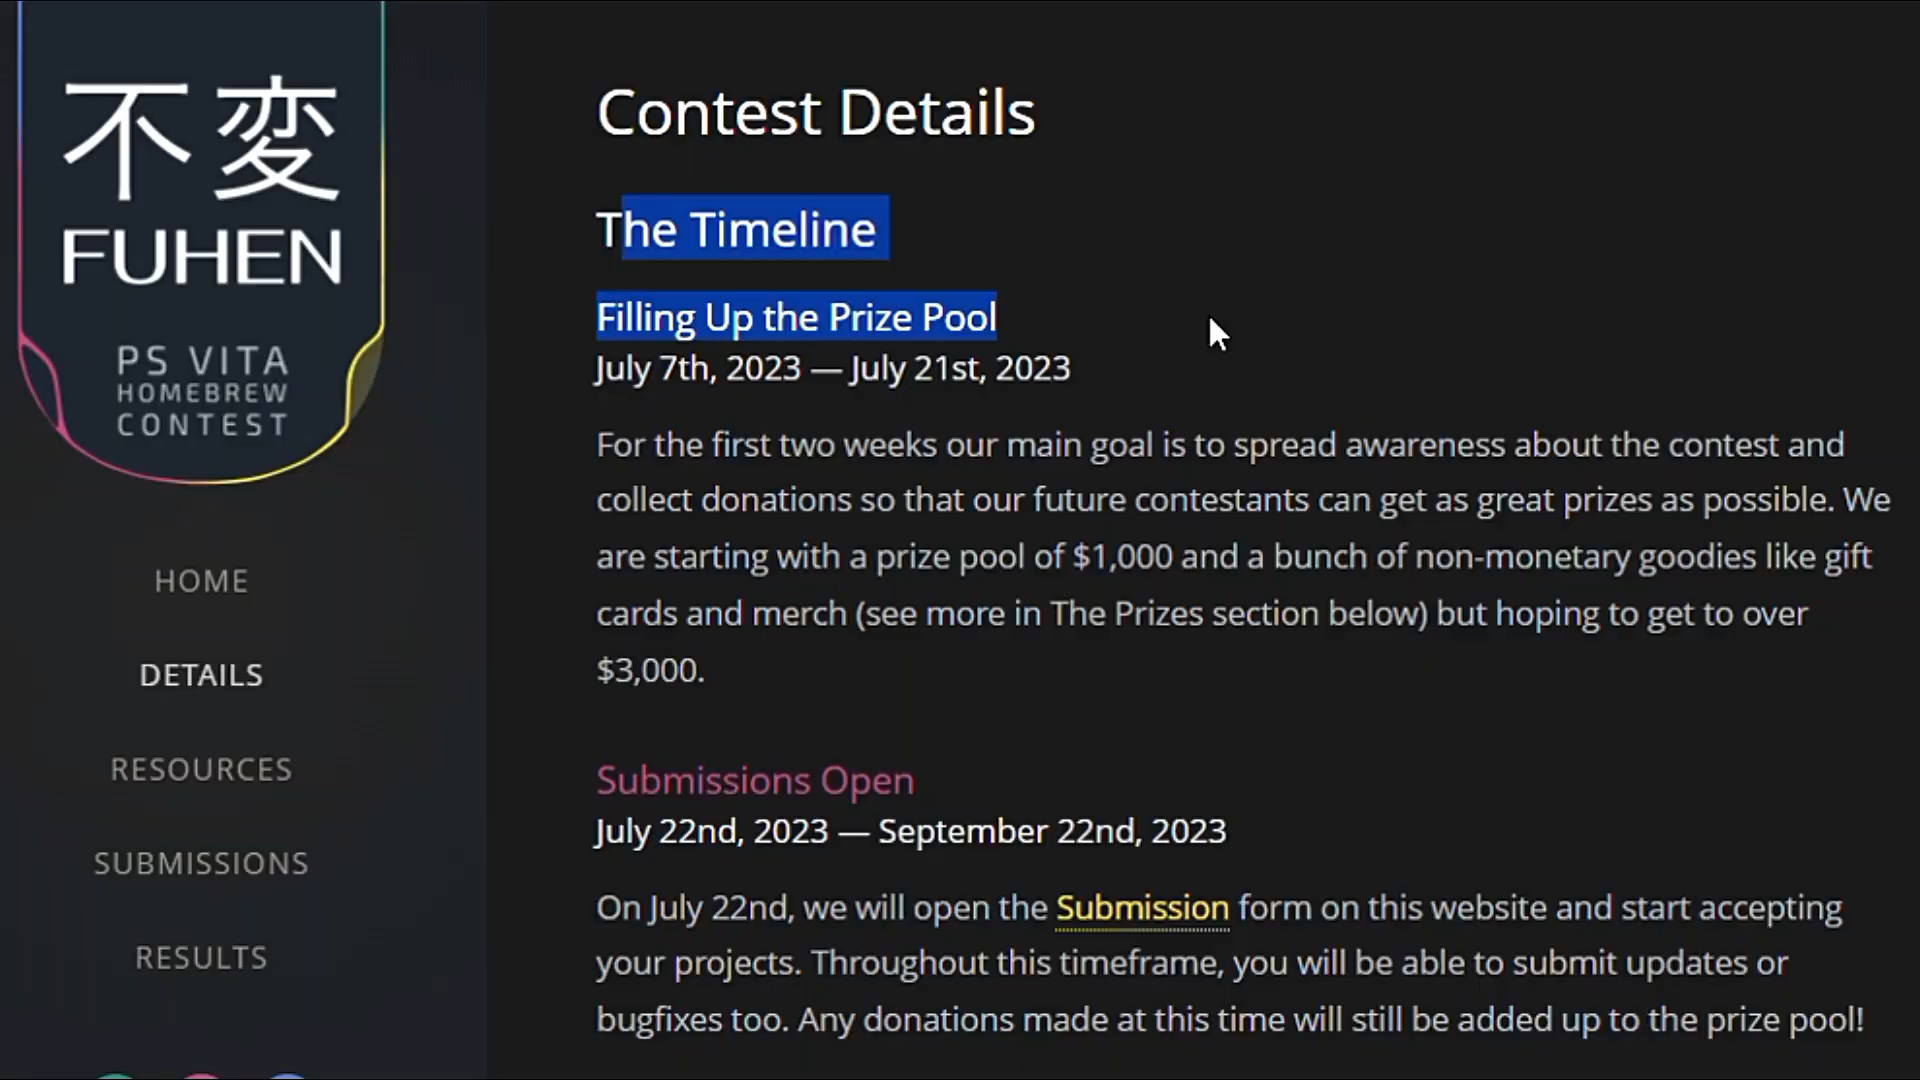 不変
FUHEN
PS VITA
HOMEBREW
CONTEST
HOME
DETAILS
RESOURCES
SUBMISSIONS
RESULTS
Contest Details
The Timeline
Filling Up the Prize Pool
July 7th, 2023 — July 21st, 2023
For the first two weeks our main goal is to spread awareness about the contest and
collect donations so that our future contestants can get as great prizes as possible. We
are starting with a prize pool of $1,000 and a bunch of non-monetary goodies like gift
cards and merch (see more in The Prizes section below) but hoping to get to over
$3,000.
Submissions Open
July 22nd, 2023 — September 22nd, 2023
On July 22nd, we will open the Submission form on this website and start accepting
your projects. Throughout this timeframe, you will be able to submit updates or
bugfixes too. Any donations made at this time will still be added up to the prize pool!